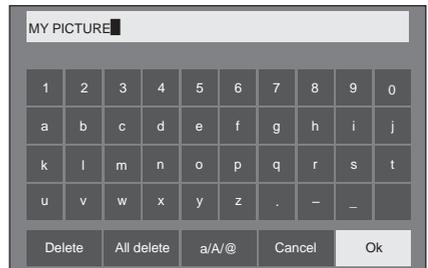 MY PICTURE
1 2 3 4 5 6 7 8 9 0
a b c d e f g h i j
k l m n o p q r s t
u v w x y z . – _
Delete All delete a/A/@ Cancel Ok